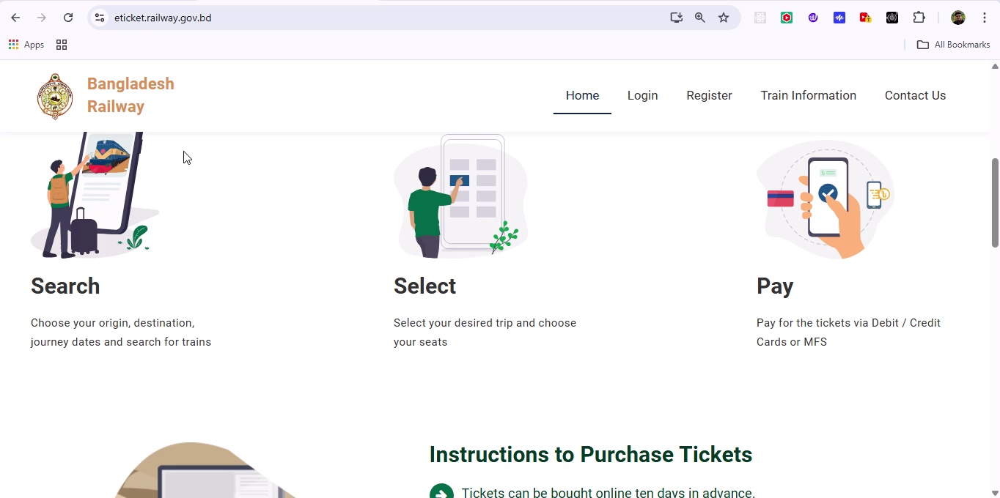 eticket.railway.gov.bd
Apps
All Bookmarks
Bangladesh
Railway
Home
Login
Register
Train Information
Contact Us
Search
Choose your origin, destination,
journey dates and search for trains
Select
Select your desired trip and choose
your seats
Pay
Pay for the tickets via Debit / Credit
Cards or MFS
Instructions to Purchase Tickets
Tickets can be bought online ten days in advance.